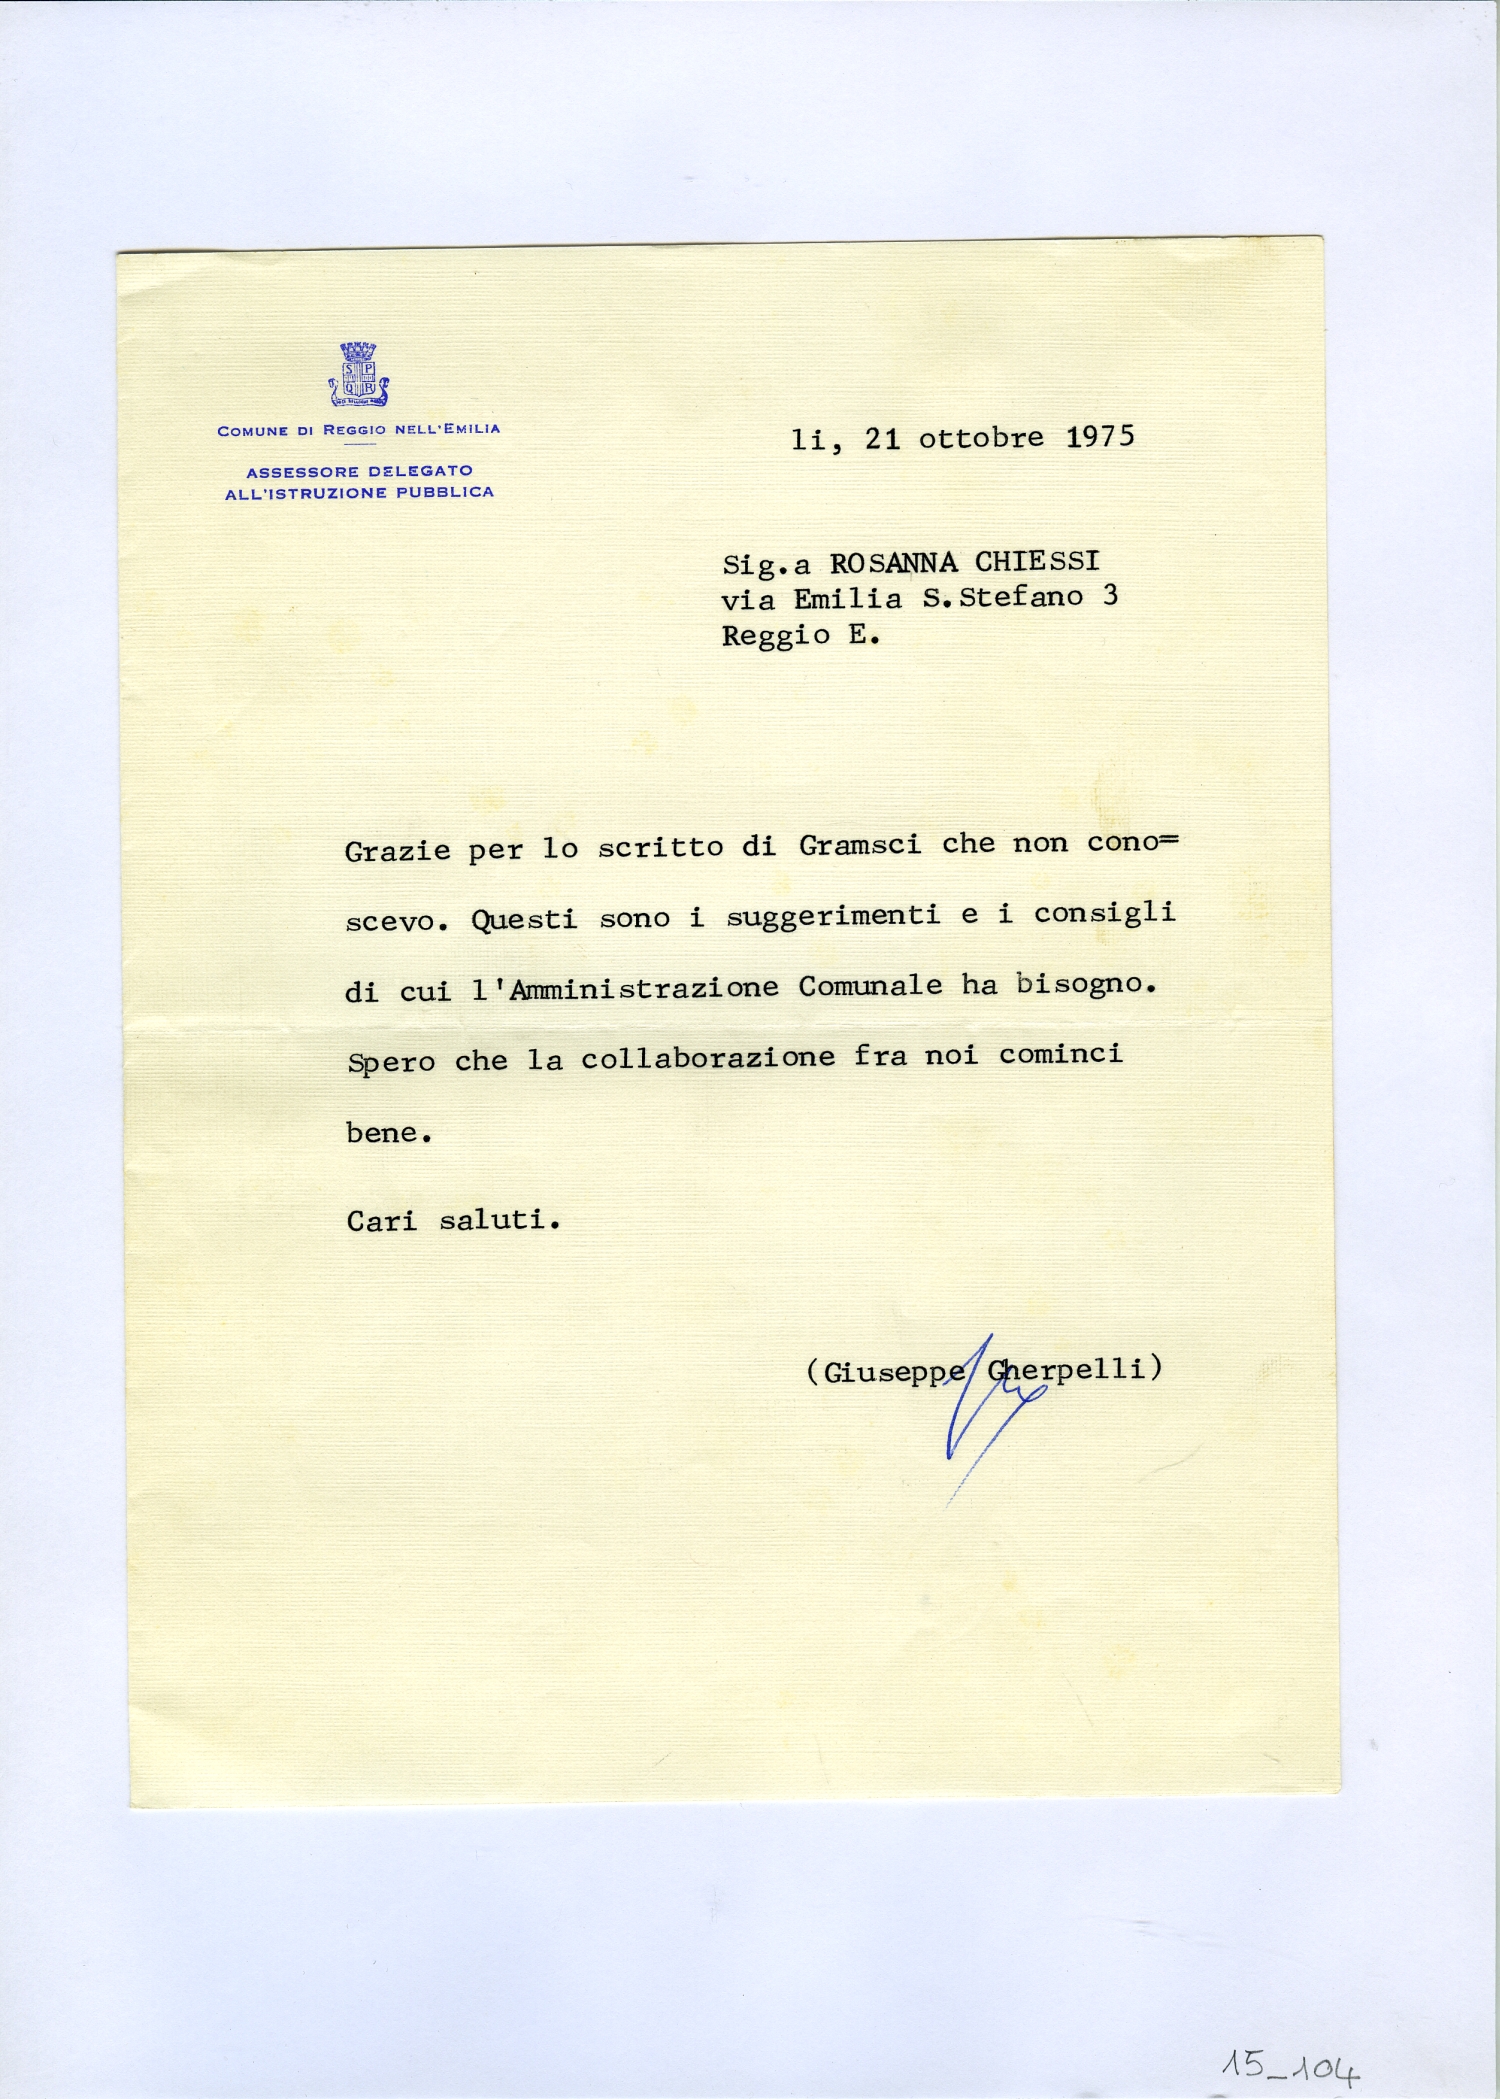 S P
Q R
COMUNE DI REGGIO NELL'EMILIA
ASSESSORE DELEGATO
ALL'ISTRUZIONE PUBBLICA
li, 21 ottobre 1975
Sig.a ROSANNA CHIESSI
via Emilia S.Stefano 3
Reggio E.
Grazie per lo scritto di Gramsci che non cono=
scevo. Questi sono i suggerimenti e i consigli
di cui l'Amministrazione Comunale ha bisogno.
Spero che la collaborazione fra noi cominci
bene.
Cari saluti.
(Giuseppe Gherpelli)
15_104